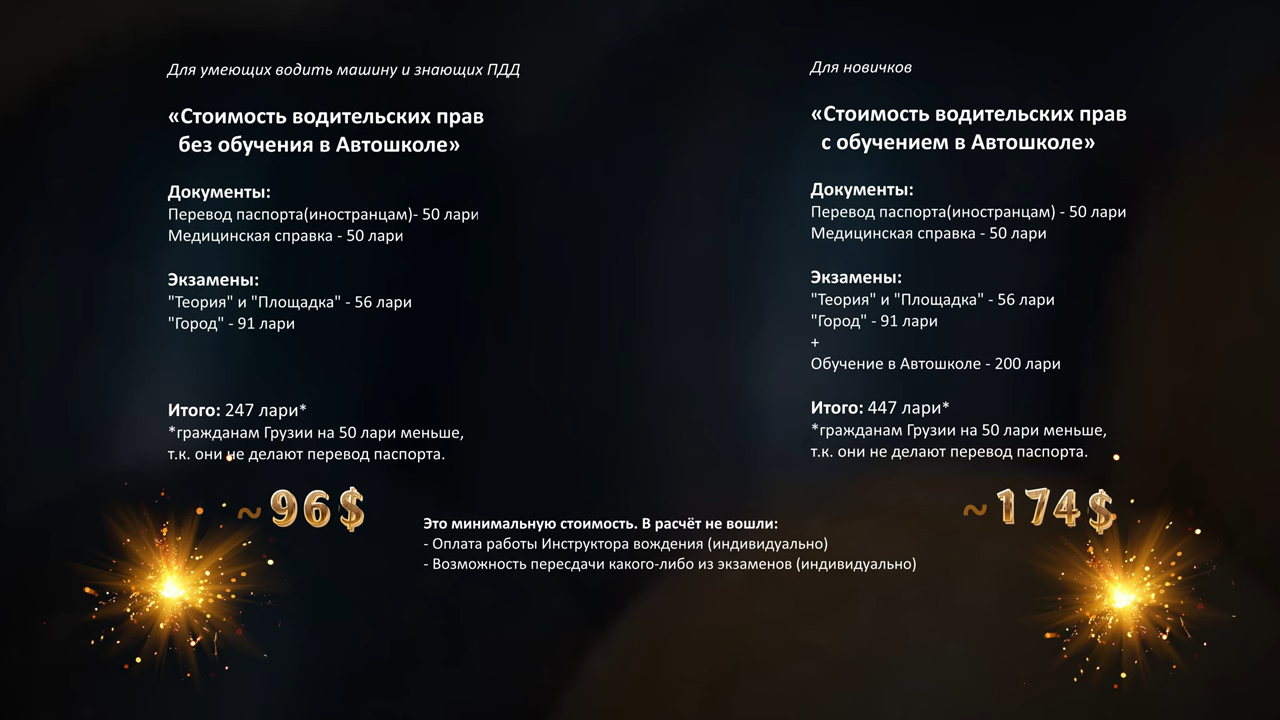 Для умеющих водить машину и знающих ПДД
«Стоимость водительских прав
без обучения в Автошколе»
Документы:
Перевод паспорта(иностранцам)- 50 лари
Медицинская справка - 50 лари
Экзамены:
"Теория" и "Площадка" - 56 лари
"Город" - 91 лари
Итого: 247 лари*
*гражданам Грузии на 50 лари меньше,
т.к. они не делают перевод паспорта.
~96$
Для новичков
«Стоимость водительских прав
с обучением в Автошколе»
Документы:
Перевод паспорта(иностранцам) - 50 лари
Медицинская справка - 50 лари
Экзамены:
"Теория" и "Площадка" - 56 лари
"Город" - 91 лари
+
Обучение в Автошколе - 200 лари
Итого: 447 лари*
*гражданам Грузии на 50 лари меньше,
т.к. они не делают перевод паспорта.
~174$
Это минимальную стоимость. В расчёт не вошли:
- Оплата работы Инструктора вождения (индивидуально)
- Возможность пересдачи какого-либо из экзаменов (индивидуально)